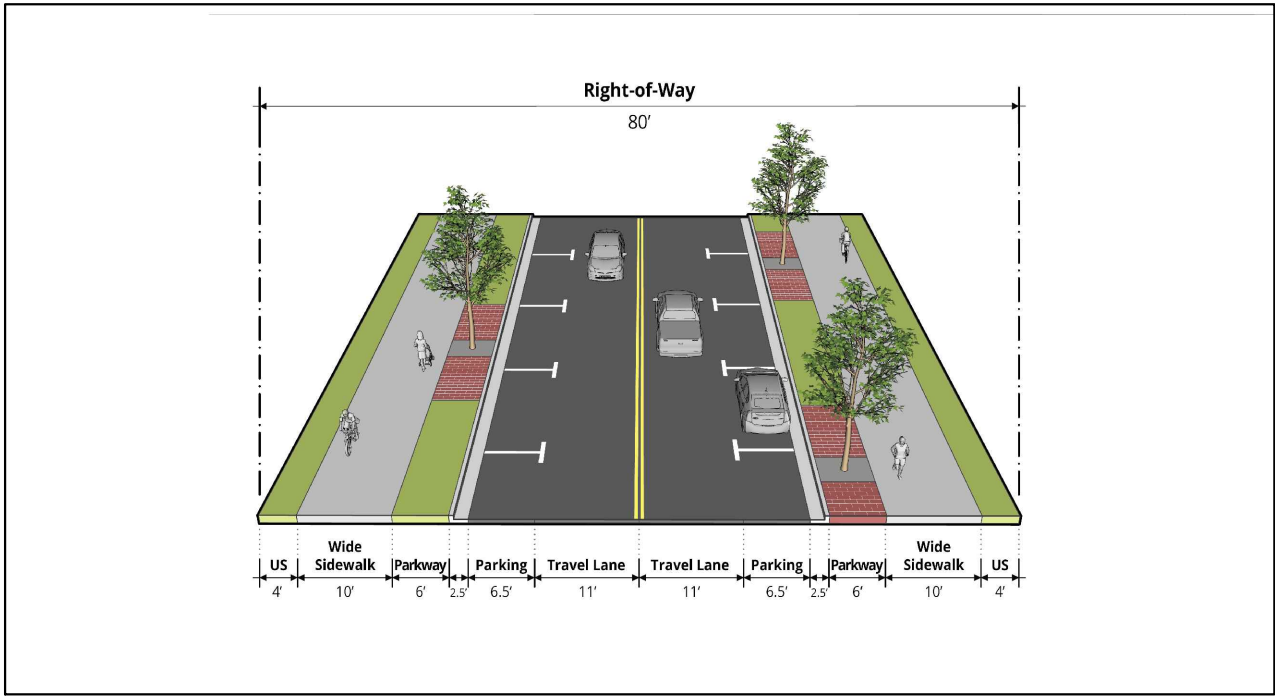 Right-of-Way
80’
Wide Wide
US Sidewalk Parkway Parking Travel Lane Travel Lane Parking Parkway Sidewalk US
4’ 10’ 6’ 2.5’ 6.5’ 11’ 11’ 6.5’ 2.5’ 6’ 10’ 4’